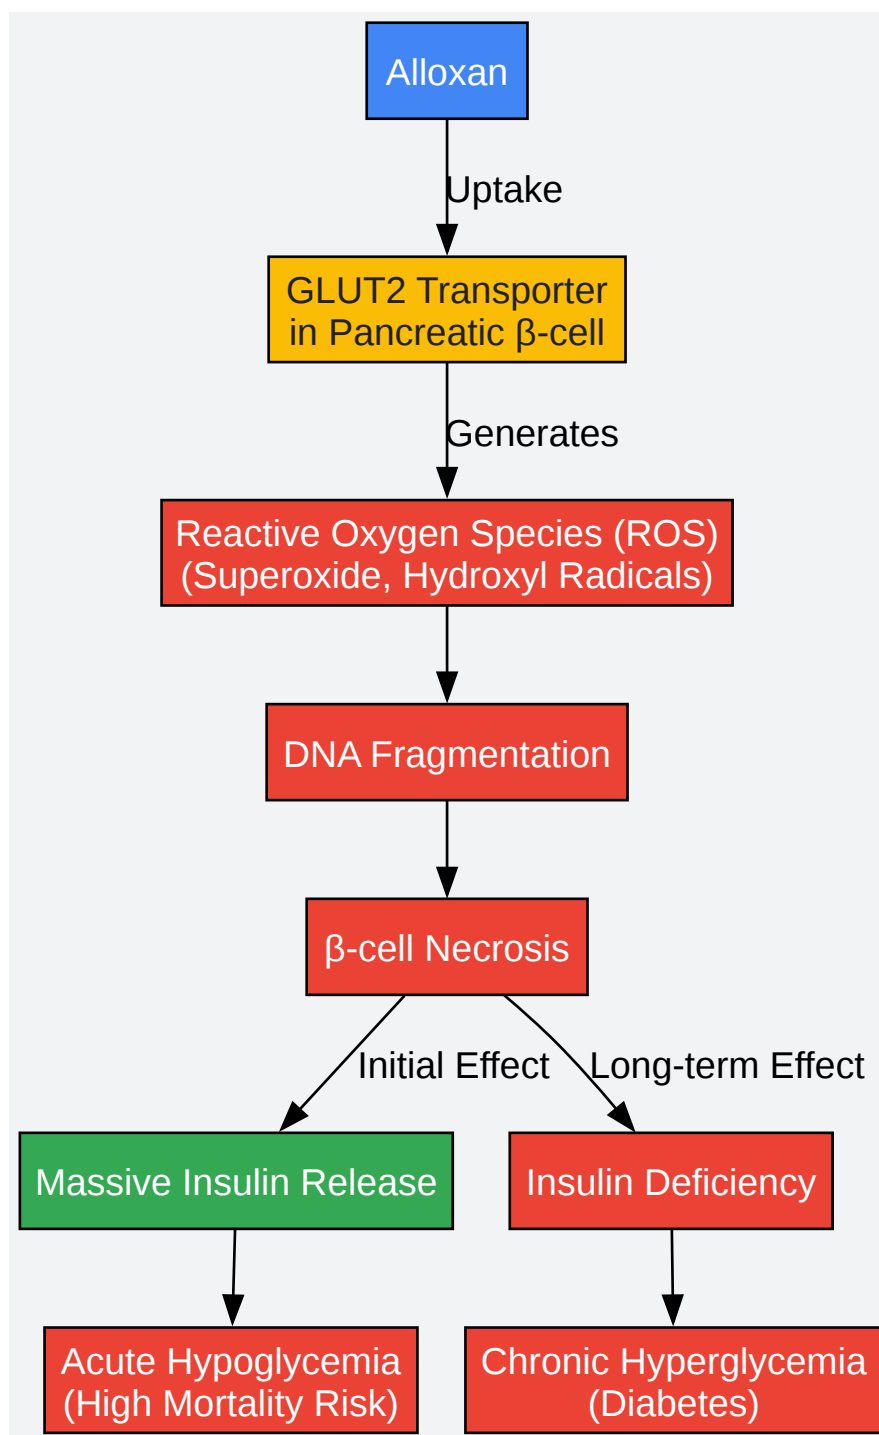 Alloxan
Uptake
GLUT2 Transporter
in Pancreatic β-cell
Generates
Reactive Oxygen Species (ROS)
(Superoxide, Hydroxyl Radicals)
DNA Fragmentation
β-cell Necrosis
Initial Effect
Long-term Effect
Massive Insulin Release
Insulin Deficiency
Acute Hypoglycemia
(High Mortality Risk)
Chronic Hyperglycemia
(Diabetes)